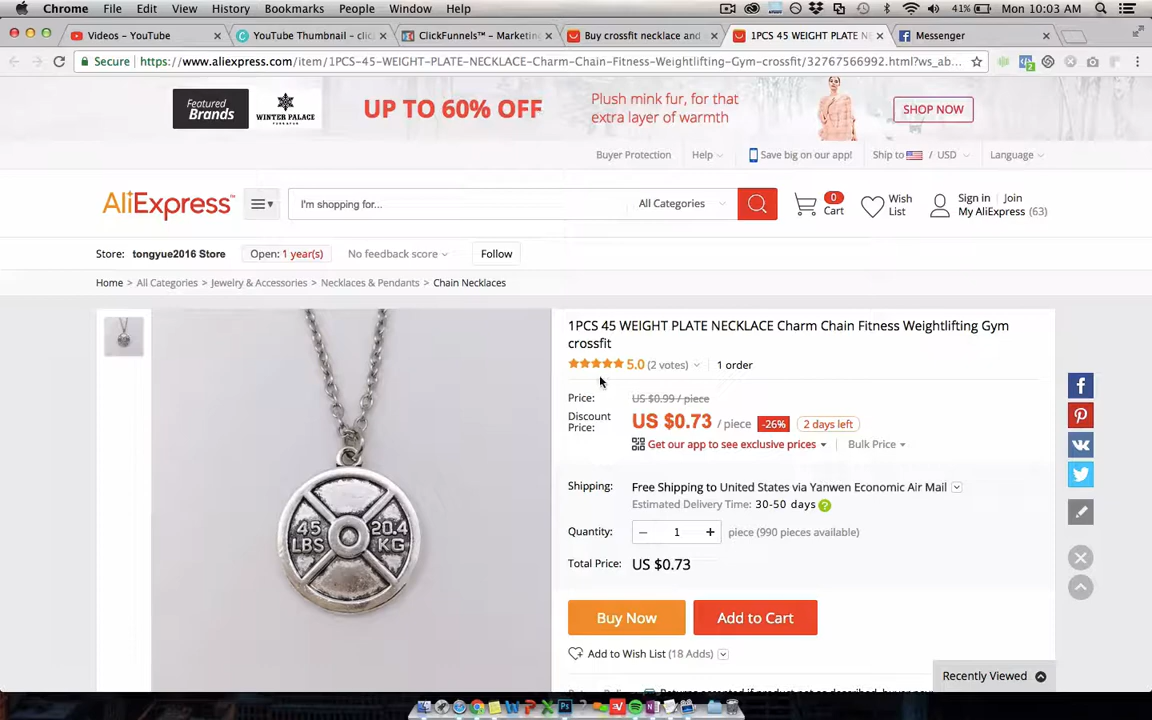 Chrome File Edit View History Bookmarks People Window Help 41% Mon 10:03 AM
Videos - YouTube
YouTube Thumbnail - clic
ClickFunnels™ – Marketin
Buy crossfit necklace and
1PCS 45 WEIGHT PLATE N
Messenger
Secure https://www.aliexpress.com/item/1PCS-45-WEIGHT-PLATE-NECKLACE-Charm-Chain-Fitness-Weightlifting-Gym-crossfit/32767566992.html?ws_ab... 2
Featured
Brands
WINTER PALACE
UP TO 60% OFF
Plush mink fur, for that
extra layer of warmth
SHOP NOW
Buyer Protection Help Save big on our app! Ship to / USD Language
AliExpress™
I'm shopping for... All Categories
0
Cart
Wish
List
Sign in Join
My AliExpress (63)
Store: tongyue2016 Store Open: 1 year(s) No feedback score Follow
Home > All Categories > Jewelry & Accessories > Necklaces & Pendants > Chain Necklaces
45
LBS
20.4
KG
1PCS 45 WEIGHT PLATE NECKLACE Charm Chain Fitness Weightlifting Gym
crossfit
5.0 (2 votes) 1 order
Price: US $0.99 / piece
Discount
Price:
US $0.73 / piece -26% 2 days left
Get our app to see exclusive prices Bulk Price
Shipping: Free Shipping to United States via Yanwen Economic Air Mail
Estimated Delivery Time: 30-50 days ?
Quantity: – 1 + piece (990 pieces available)
Total Price: US $0.73
Buy Now Add to Cart
Add to Wish List (18 Adds)
Recently Viewed